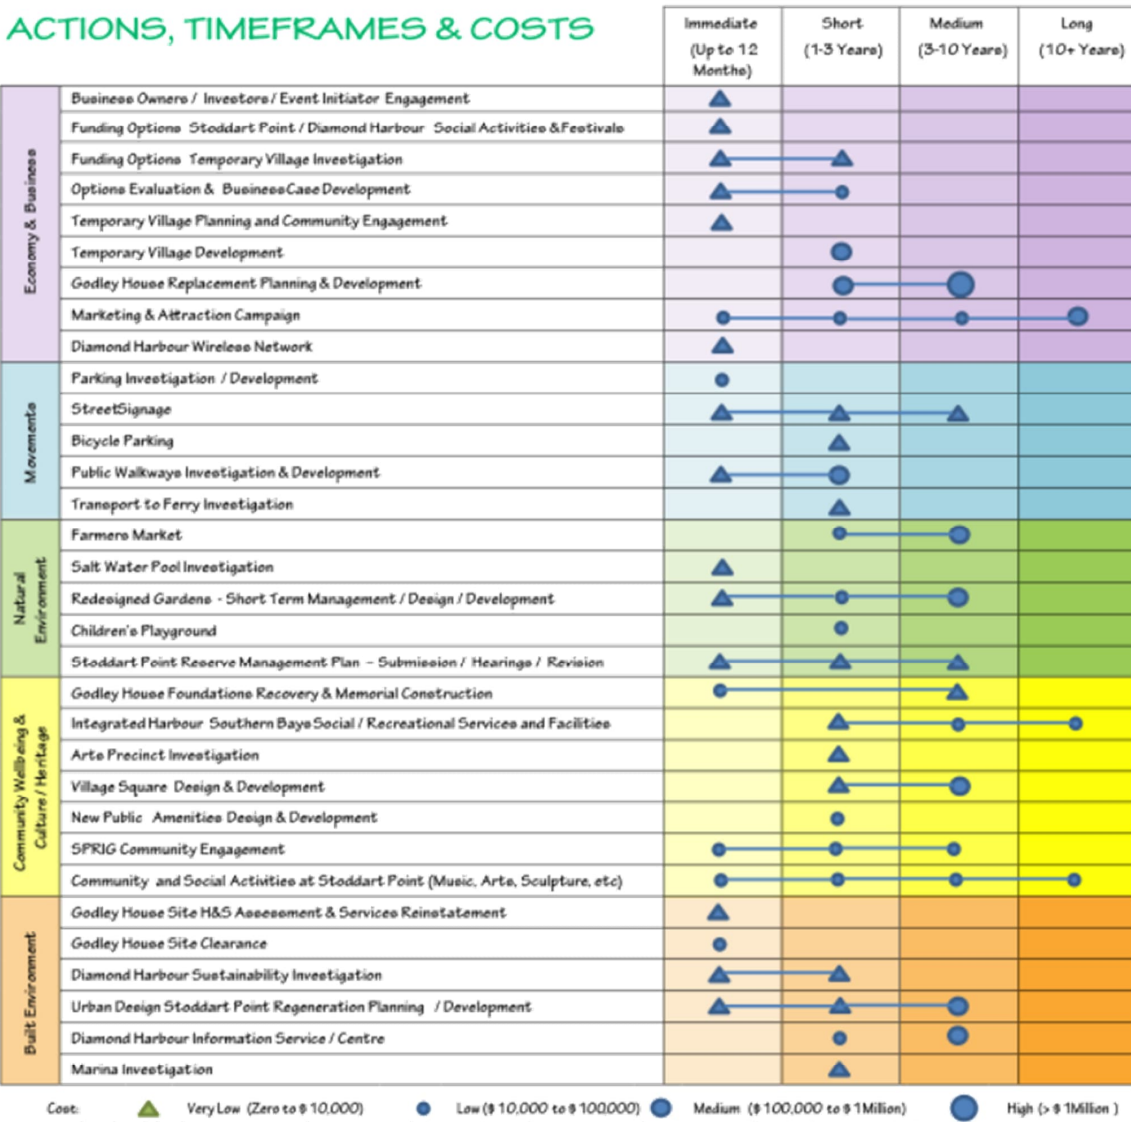 ACTIONS, TIMEFRAMES & COSTS
Immediate
(Up to 12
Months)
Short
(1-3 Years)
Medium
(3-10 Years)
Long
(10+ Years)
Economy & Business
Business Owners / Investors / Event Initiator Engagement
Funding Options Stoddart Point / Diamond Harbour Social Activities & Festivals
Funding Options Temporary Village Investigation
Options Evaluation & Business Case Development
Temporary Village Planning and Community Engagement
Temporary Village Development
Godley House Replacement Planning & Development
Marketing & Attraction Campaign
Diamond Harbour Wireless Network
Movements
Parking Investigation / Development
Street Signage
Bicycle Parking
Public Walkways Investigation & Development
Transport to Ferry Investigation
Natural
Environment
Farmers Market
Salt Water Pool Investigation
Redesigned Gardens - Short Term Management / Design / Development
Children's Playground
Stoddart Point Reserve Management Plan – Submission / Hearings / Revision
Community Wellbeing &
Culture / Heritage
Godley House Foundations Recovery & Memorial Construction
Integrated Harbour Southern Bays Social / Recreational Services and Facilities
Arts Precinct Investigation
Village Square Design & Development
New Public Amenities Design & Development
SPRIG Community Engagement
Community and Social Activities at Stoddart Point (Music, Arts, Sculpture, etc)
Built Environment
Godley House Site H&S Assessment & Services Reinstatement
Godley House Site Clearance
Diamond Harbour Sustainability Investigation
Urban Design Stoddart Point Regeneration Planning / Development
Diamond Harbour Information Service / Centre
Marina Investigation
Cost:
Very Low (Zero to $ 10,000)
Low ($ 10,000 to $ 100,000)
Medium ($ 100,000 to $ 1Million)
High (> $ 1Million )